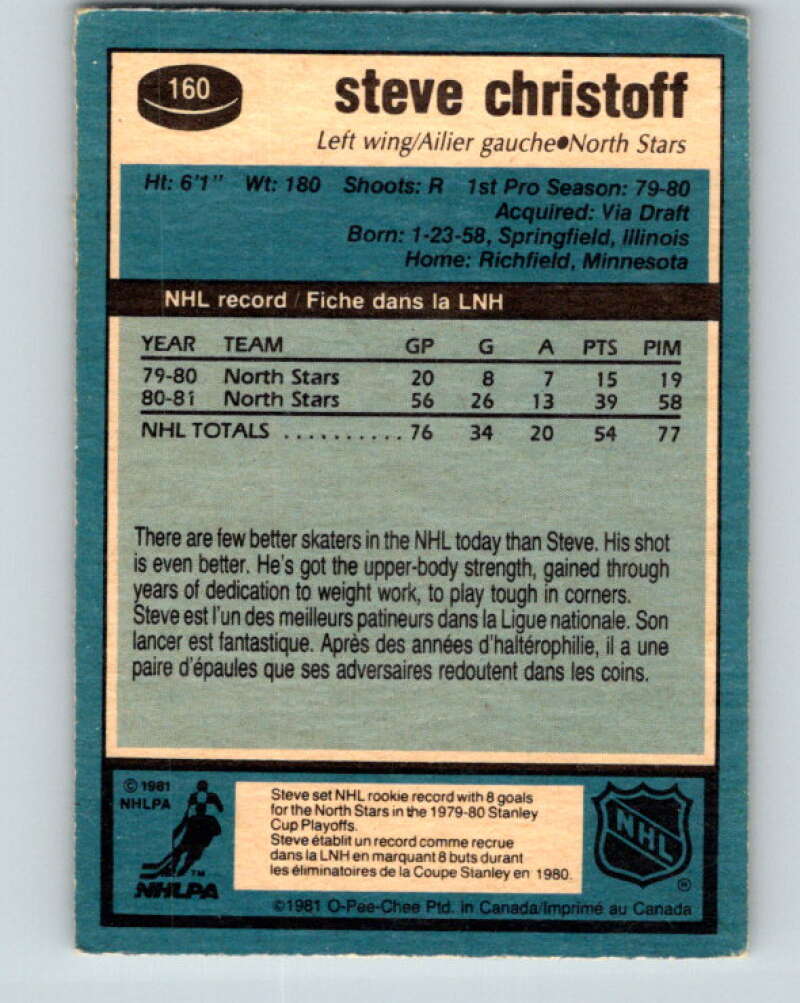 160
steve christoff
Left wing/Ailier gauche●North Stars
Ht: 6'1" Wt: 180 Shoots: R 1st Pro Season: 79-80
Acquired: Via Draft
Born: 1-23-58, Springfield, Illinois
Home: Richfield, Minnesota
NHL record / Fiche dans la LNH
YEAR TEAM GP G A PTS PIM
79-80 North Stars 20 8 7 15 19
80-81 North Stars 56 26 13 39 58
NHL TOTALS .......... 76 34 20 54 77
There are few better skaters in the NHL today than Steve. His shot
is even better. He's got the upper-body strength, gained through
years of dedication to weight work, to play tough in corners.
Steve est l'un des meilleurs patineurs dans la Ligue nationale. Son
lancer est fantastique. Après des années d'haltérophilie, il a une
paire d'épaules que ses adversaires redoutent dans les coins.
© 1981
NHLPA
TM
NHLPA
Steve set NHL rookie record with 8 goals
for the North Stars in the 1979-80 Stanley
Cup Playoffs.
Steve établit un record comme recrue
dans la LNH en marquant 8 buts durant
les éliminatoires de la Coupe Stanley en 1980.
NHL
®
©1981 O-Pee-Chee Ptd. in Canada/Imprimé au Canada